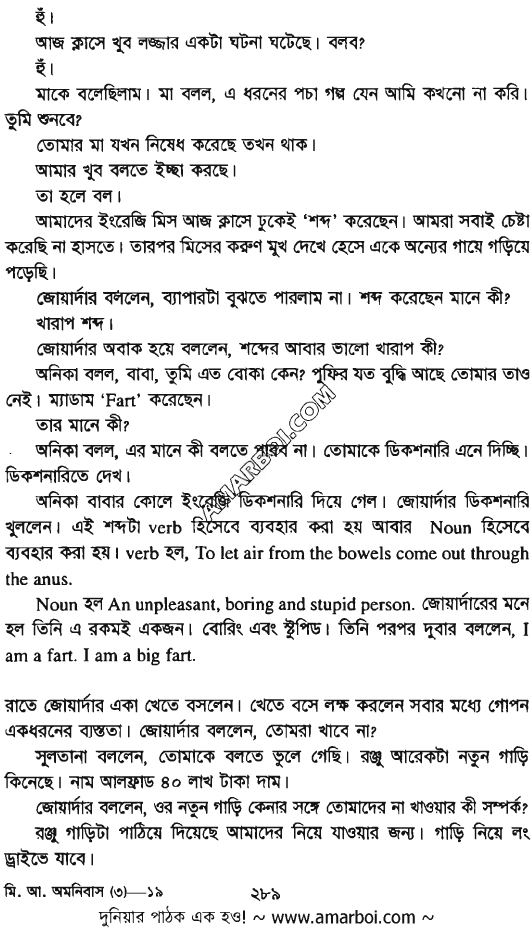 হুঁ।
আজ ক্লাসে খুব লজ্জার একটা ঘটনা ঘটেছে। বলব?
হুঁ।
মাকে বলেছিলাম। মা বলল, এ ধরনের পচা গল্প যেন আমি কখনো না করি।
তুমি শুনবে?
তোমার মা যখন নিষেধ করেছে তখন থাক।
আমার খুব বলতে ইচ্ছা করছে।
তা হলে বল।
আমাদের ইংরেজি মিস আজ ক্লাসে ঢুকেই ‘শব্দ’ করেছেন। আমরা সবাই চেষ্টা
করেছি না হাসতে। তারপর মিসের করুণ মুখ দেখে হেসে একে অন্যের গায়ে গড়িয়ে
পড়েছি।
জোয়ার্দার বললেন, ব্যাপারটা বুঝতে পারলাম না। শব্দ করেছেন মানে কী?
খারাপ শব্দ।
জোয়ার্দার অবাক হয়ে বললেন, শব্দের আবার ভালো খারাপ কী?
অনিকা বলল, বাবা, তুমি এত বোকা কেন? পুফির যত বুদ্ধি আছে তোমার তাও
নেই। ম্যাডাম ‘Fart’ করেছেন।
তার মানে কী?
অনিকা বলল, এর মানে কী বলতে পারব না। তোমাকে ডিকশনারি এনে দিচ্ছি।
ডিকশনারিতে দেখ।
অনিকা বাবার কোলে ইংরেজি ডিকশনারি দিয়ে গেল। জোয়ার্দার ডিকশনারি
খুললেন। এই শব্দটা verb হিসেবে ব্যবহার করা হয় আবার Noun হিসেবে
ব্যবহার করা হয়। verb হল, To let air from the bowels come out through
the anus.
Noun হল An unpleasant, boring and stupid person. জোয়ার্দারের মনে
হল তিনি এ রকমই একজন। বোরিং এবং স্টুপিড। তিনি পরপর দুবার বললেন, I
am a fart. I am a big fart.
রাতে জোয়ার্দার একা খেতে বসলেন। খেতে বসে লক্ষ করলেন সবার মধ্যে গোপন
একধরনের ব্যস্ততা। জোয়ার্দার বললেন, তোমরা খাবে না?
সুলতানা বললেন, তোমাকে বলতে ভুলে গেছি। রঞ্জু আরেকটা নতুন গাড়ি
কিনেছে। নাম আলফ্রাড ৪০ লাখ টাকা দাম।
জোয়ার্দার বললেন, ওর নতুন গাড়ি কেনার সঙ্গে তোমাদের না খাওয়ার কী সম্পর্ক?
রঞ্জু গাড়িটা পাঠিয়ে দিয়েছে আমাদের নিয়ে যাওয়ার জন্য। গাড়ি নিয়ে লং
ড্রাইভে যাবে।
মি. আ. অমনিবাস (৩)—১৯
২৮৯
দুনিয়ার পাঠক এক হও! ~ www.amarboi.com ~
AMARBOI.COM